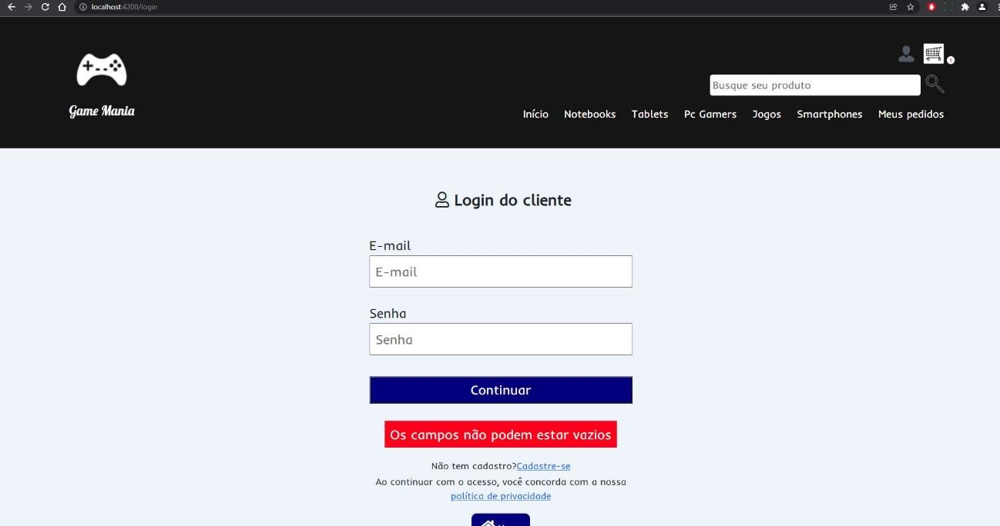 localhost:4200/login
1
Busque seu produto
Game Mania
Início Notebooks Tablets Pc Gamers Jogos Smartphones Meus pedidos
Login do cliente
E-mail
E-mail
Senha
Senha
Continuar
Os campos não podem estar vazios
Não tem cadastro?Cadastre-se
Ao continuar com o acesso, você concorda com a nossa
política de privacidade